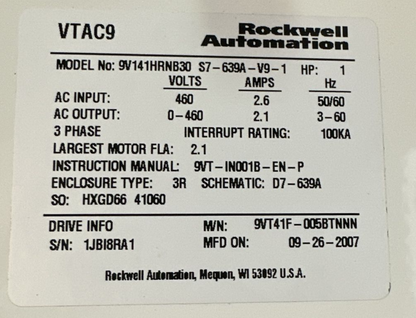 VTAC9
Rockwell
Automation
MODEL No: 9V141HRNB30 S7-639A-V9-1 HP: 1
VOLTS AMPS Hz
AC INPUT: 460 2.6 50/60
AC OUTPUT: 0-460 2.1 3-60
3 PHASE INTERRUPT RATING: 100KA
LARGEST MOTOR FLA: 2.1
INSTRUCTION MANUAL: 9VT-IN001B-EN-P
ENCLOSURE TYPE: 3R SCHEMATIC: D7-639A
SO: HXGD66 41060
DRIVE INFO M/N: 9VT41F-005BTNNN
S/N: 1JBI8RA1 MFD ON: 09-26-2007
Rockwell Automation, Mequon, WI 53092 U.S.A.